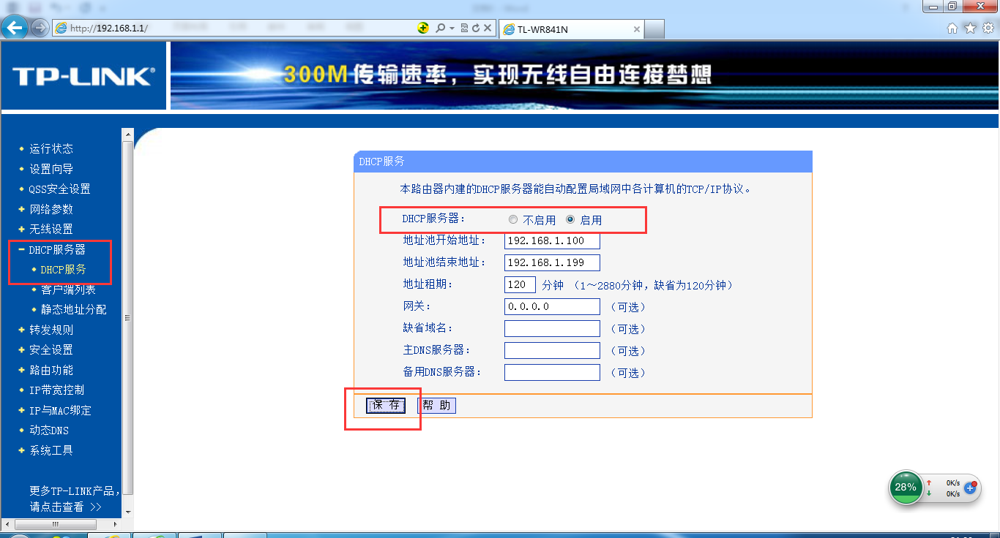 http://192.168.1.1/
TL-WR841N
TP-LINK®
300M 传输速率，实现无线自由连接梦想
运行状态
设置向导
QSS安全设置
网络参数
无线设置
DHCP服务器
DHCP服务
客户端列表
静态地址分配
转发规则
安全设置
路由功能
IP带宽控制
IP与MAC绑定
动态DNS
系统工具
更多TP-LINK产品，
请点击查看 >>
DHCP服务
本路由器内建的DHCP服务器能自动配置局域网中各计算机的TCP/IP协议。
DHCP服务器： 不启用 启用
地址池开始地址： 192.168.1.100
地址池结束地址： 192.168.1.199
地址租期： 120 分钟 （1～2880分钟，缺省为120分钟）
网关： 0.0.0.0 （可选）
缺省域名： （可选）
主DNS服务器： （可选）
备用DNS服务器： （可选）
保 存 帮 助
28%
0K/s
0K/s